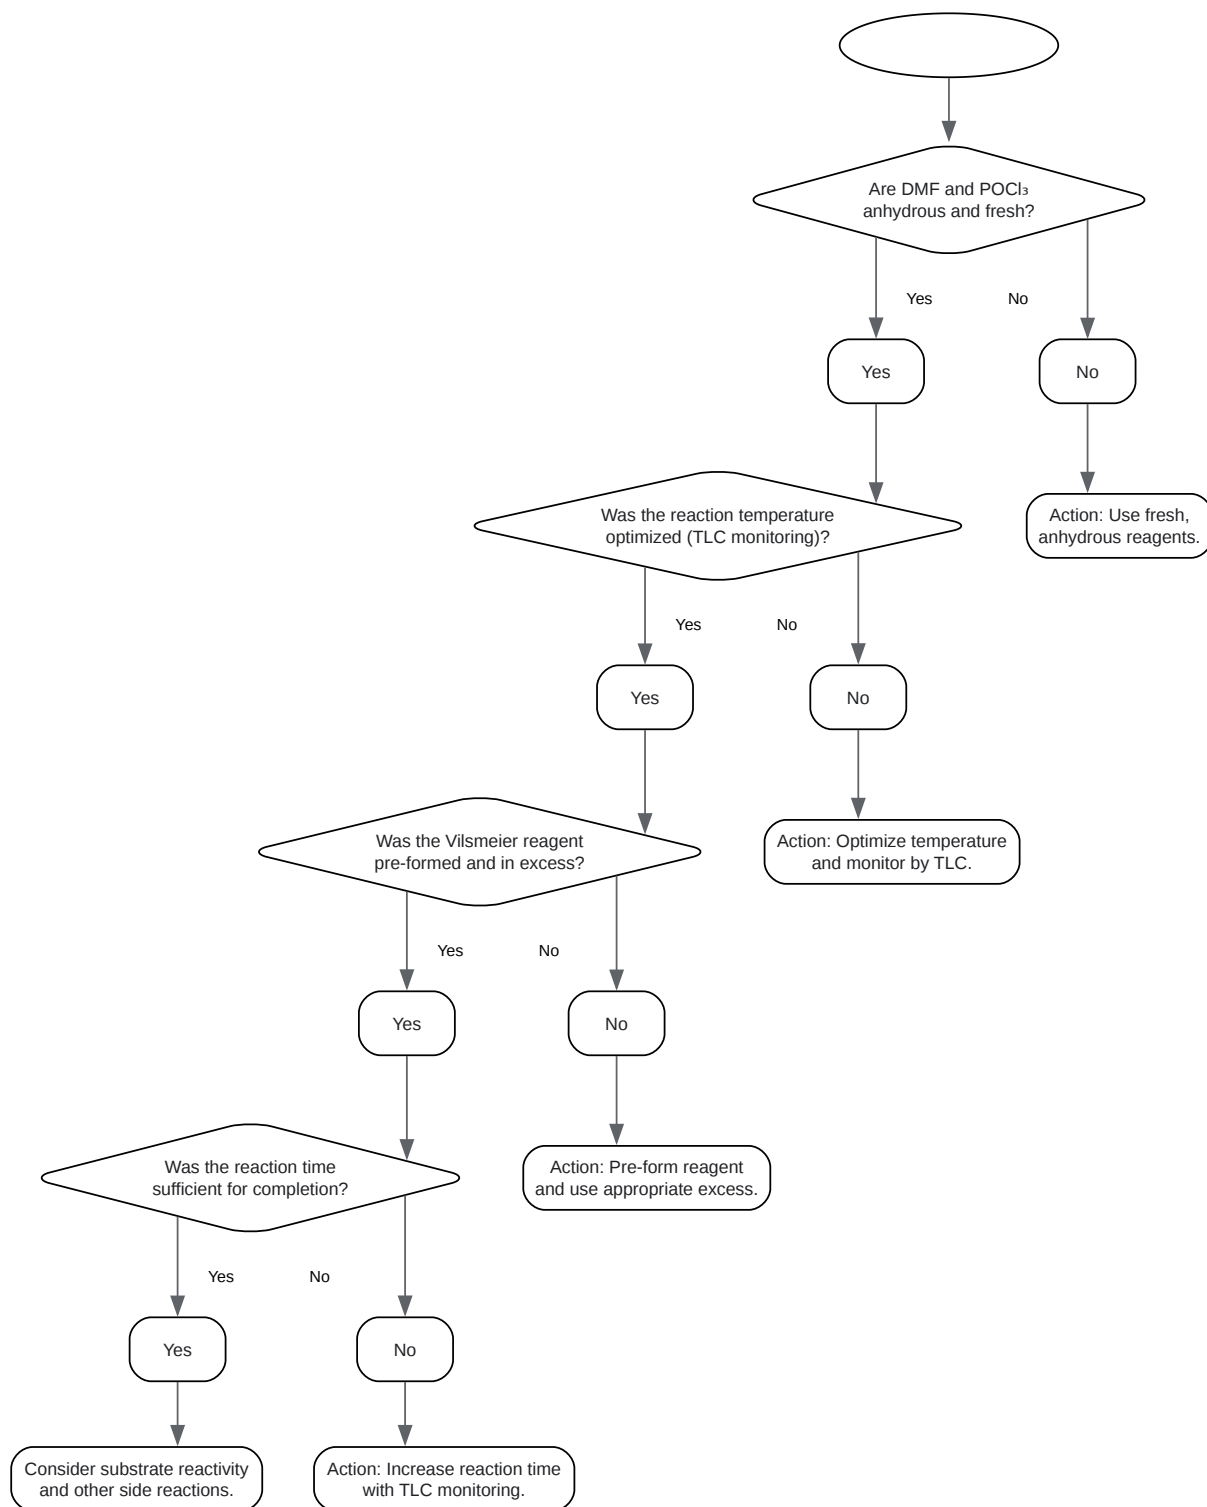 Are DMF and POCl₃
anhydrous and fresh?
Yes
No
Yes
No
Was the reaction temperature
optimized (TLC monitoring)?
Action: Use fresh,
anhydrous reagents.
Yes
No
Yes
No
Was the Vilsmeier reagent
pre-formed and in excess?
Action: Optimize temperature
and monitor by TLC.
Yes
No
Yes
No
Was the reaction time
sufficient for completion?
Action: Pre-form reagent
and use appropriate excess.
Yes
No
Yes
No
Consider substrate reactivity
and other side reactions.
Action: Increase reaction time
with TLC monitoring.